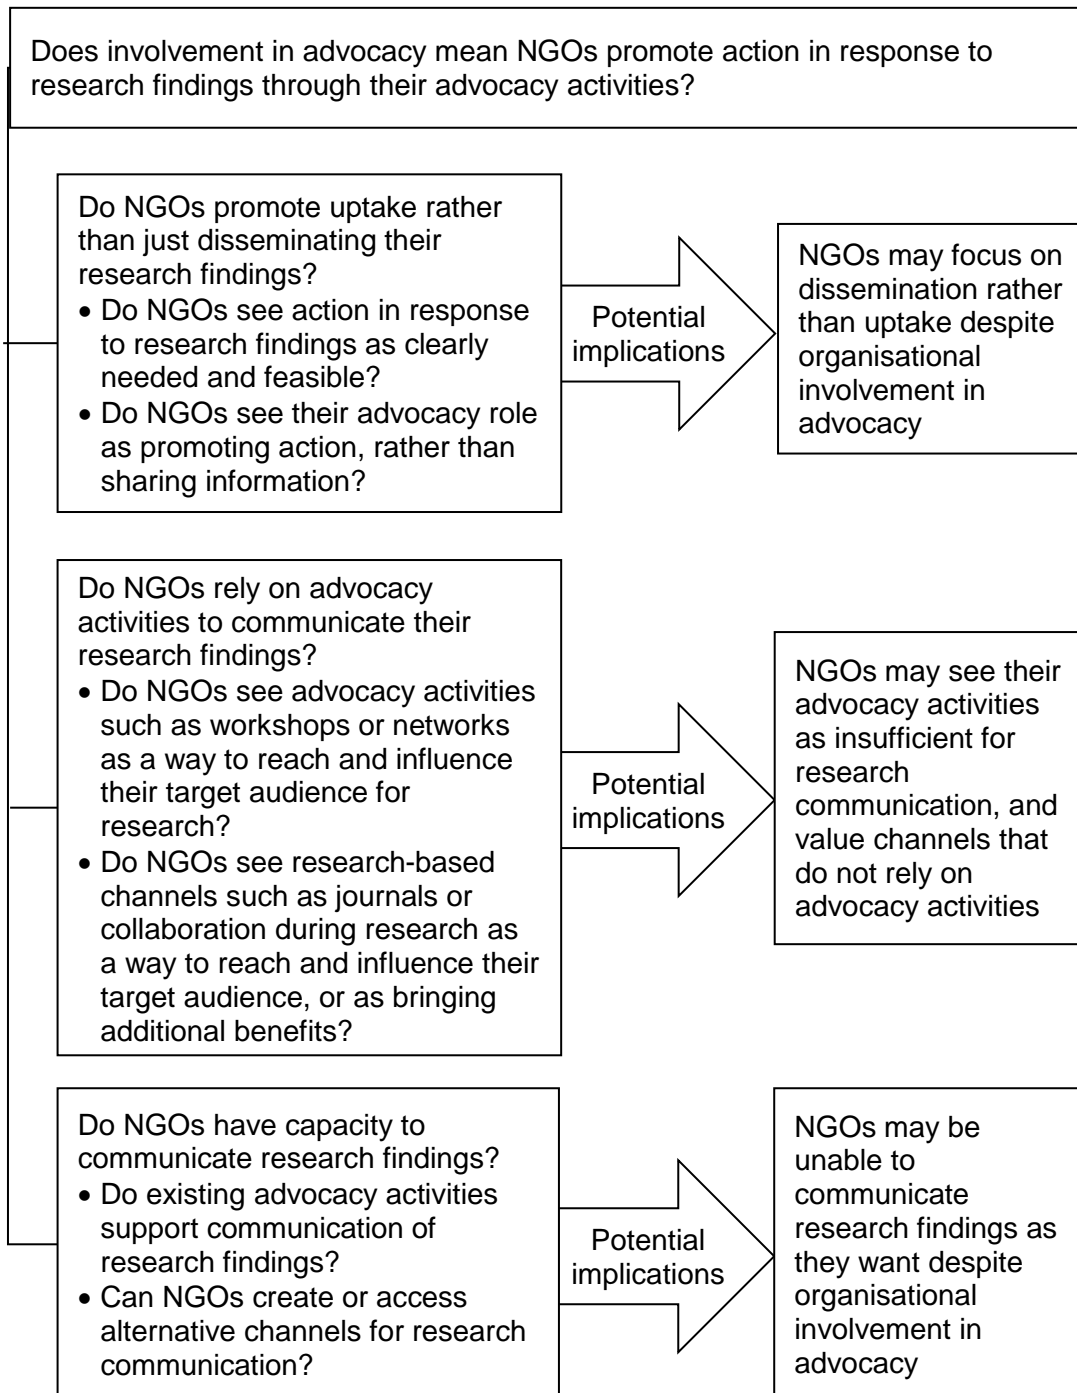 Does involvement in advocacy mean NGOs promote action in response to
research findings through their advocacy activities?
Do NGOs promote uptake rather
than just disseminating their
research findings?
• Do NGOs see action in response
to research findings as clearly
needed and feasible?
• Do NGOs see their advocacy role
as promoting action, rather than
sharing information?
Potential
implications
NGOs may focus on
dissemination rather
than uptake despite
organisational
involvement in
advocacy
Do NGOs rely on advocacy
activities to communicate their
research findings?
• Do NGOs see advocacy activities
such as workshops or networks
as a way to reach and influence
their target audience for
research?
• Do NGOs see research-based
channels such as journals or
collaboration during research as
a way to reach and influence their
target audience, or as bringing
additional benefits?
Potential
implications
NGOs may see their
advocacy activities
as insufficient for
research
communication, and
value channels that
do not rely on
advocacy activities
Do NGOs have capacity to
communicate research findings?
• Do existing advocacy activities
support communication of
research findings?
• Can NGOs create or access
alternative channels for research
communication?
Potential
implications
NGOs may be
unable to
communicate
research findings as
they want despite
organisational
involvement in
advocacy